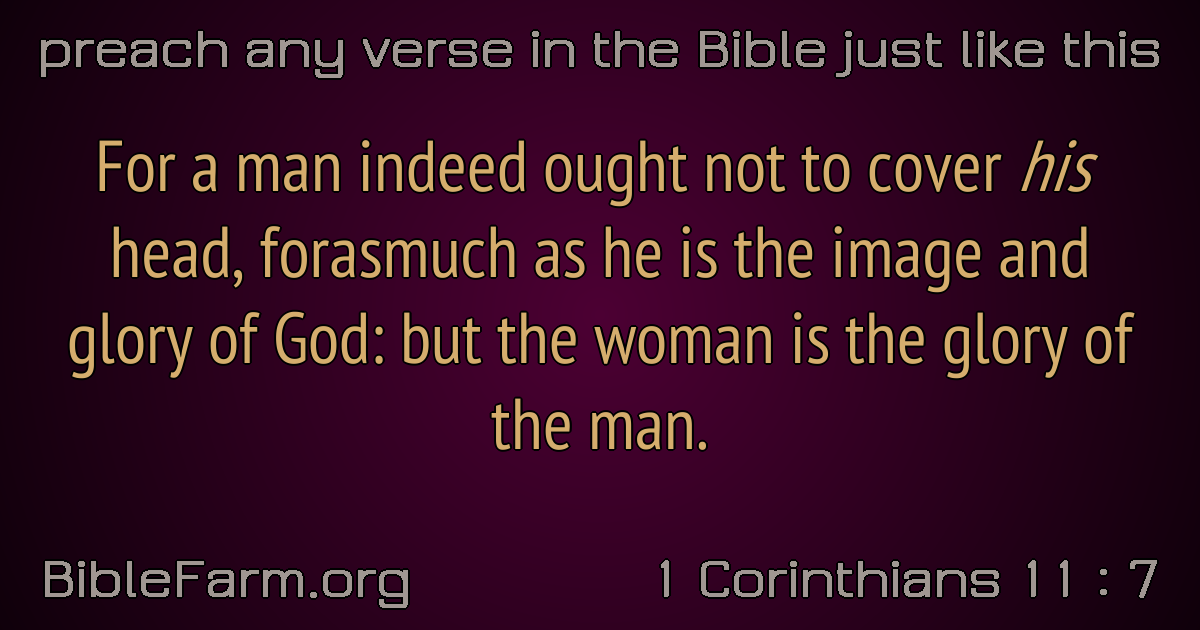 preach any verse in the Bible just like this
For a man indeed ought not to cover his
head, forasmuch as he is the image and
glory of God: but the woman is the glory of
the man.
BibleFarm.org
1 Corinthians 11 : 7